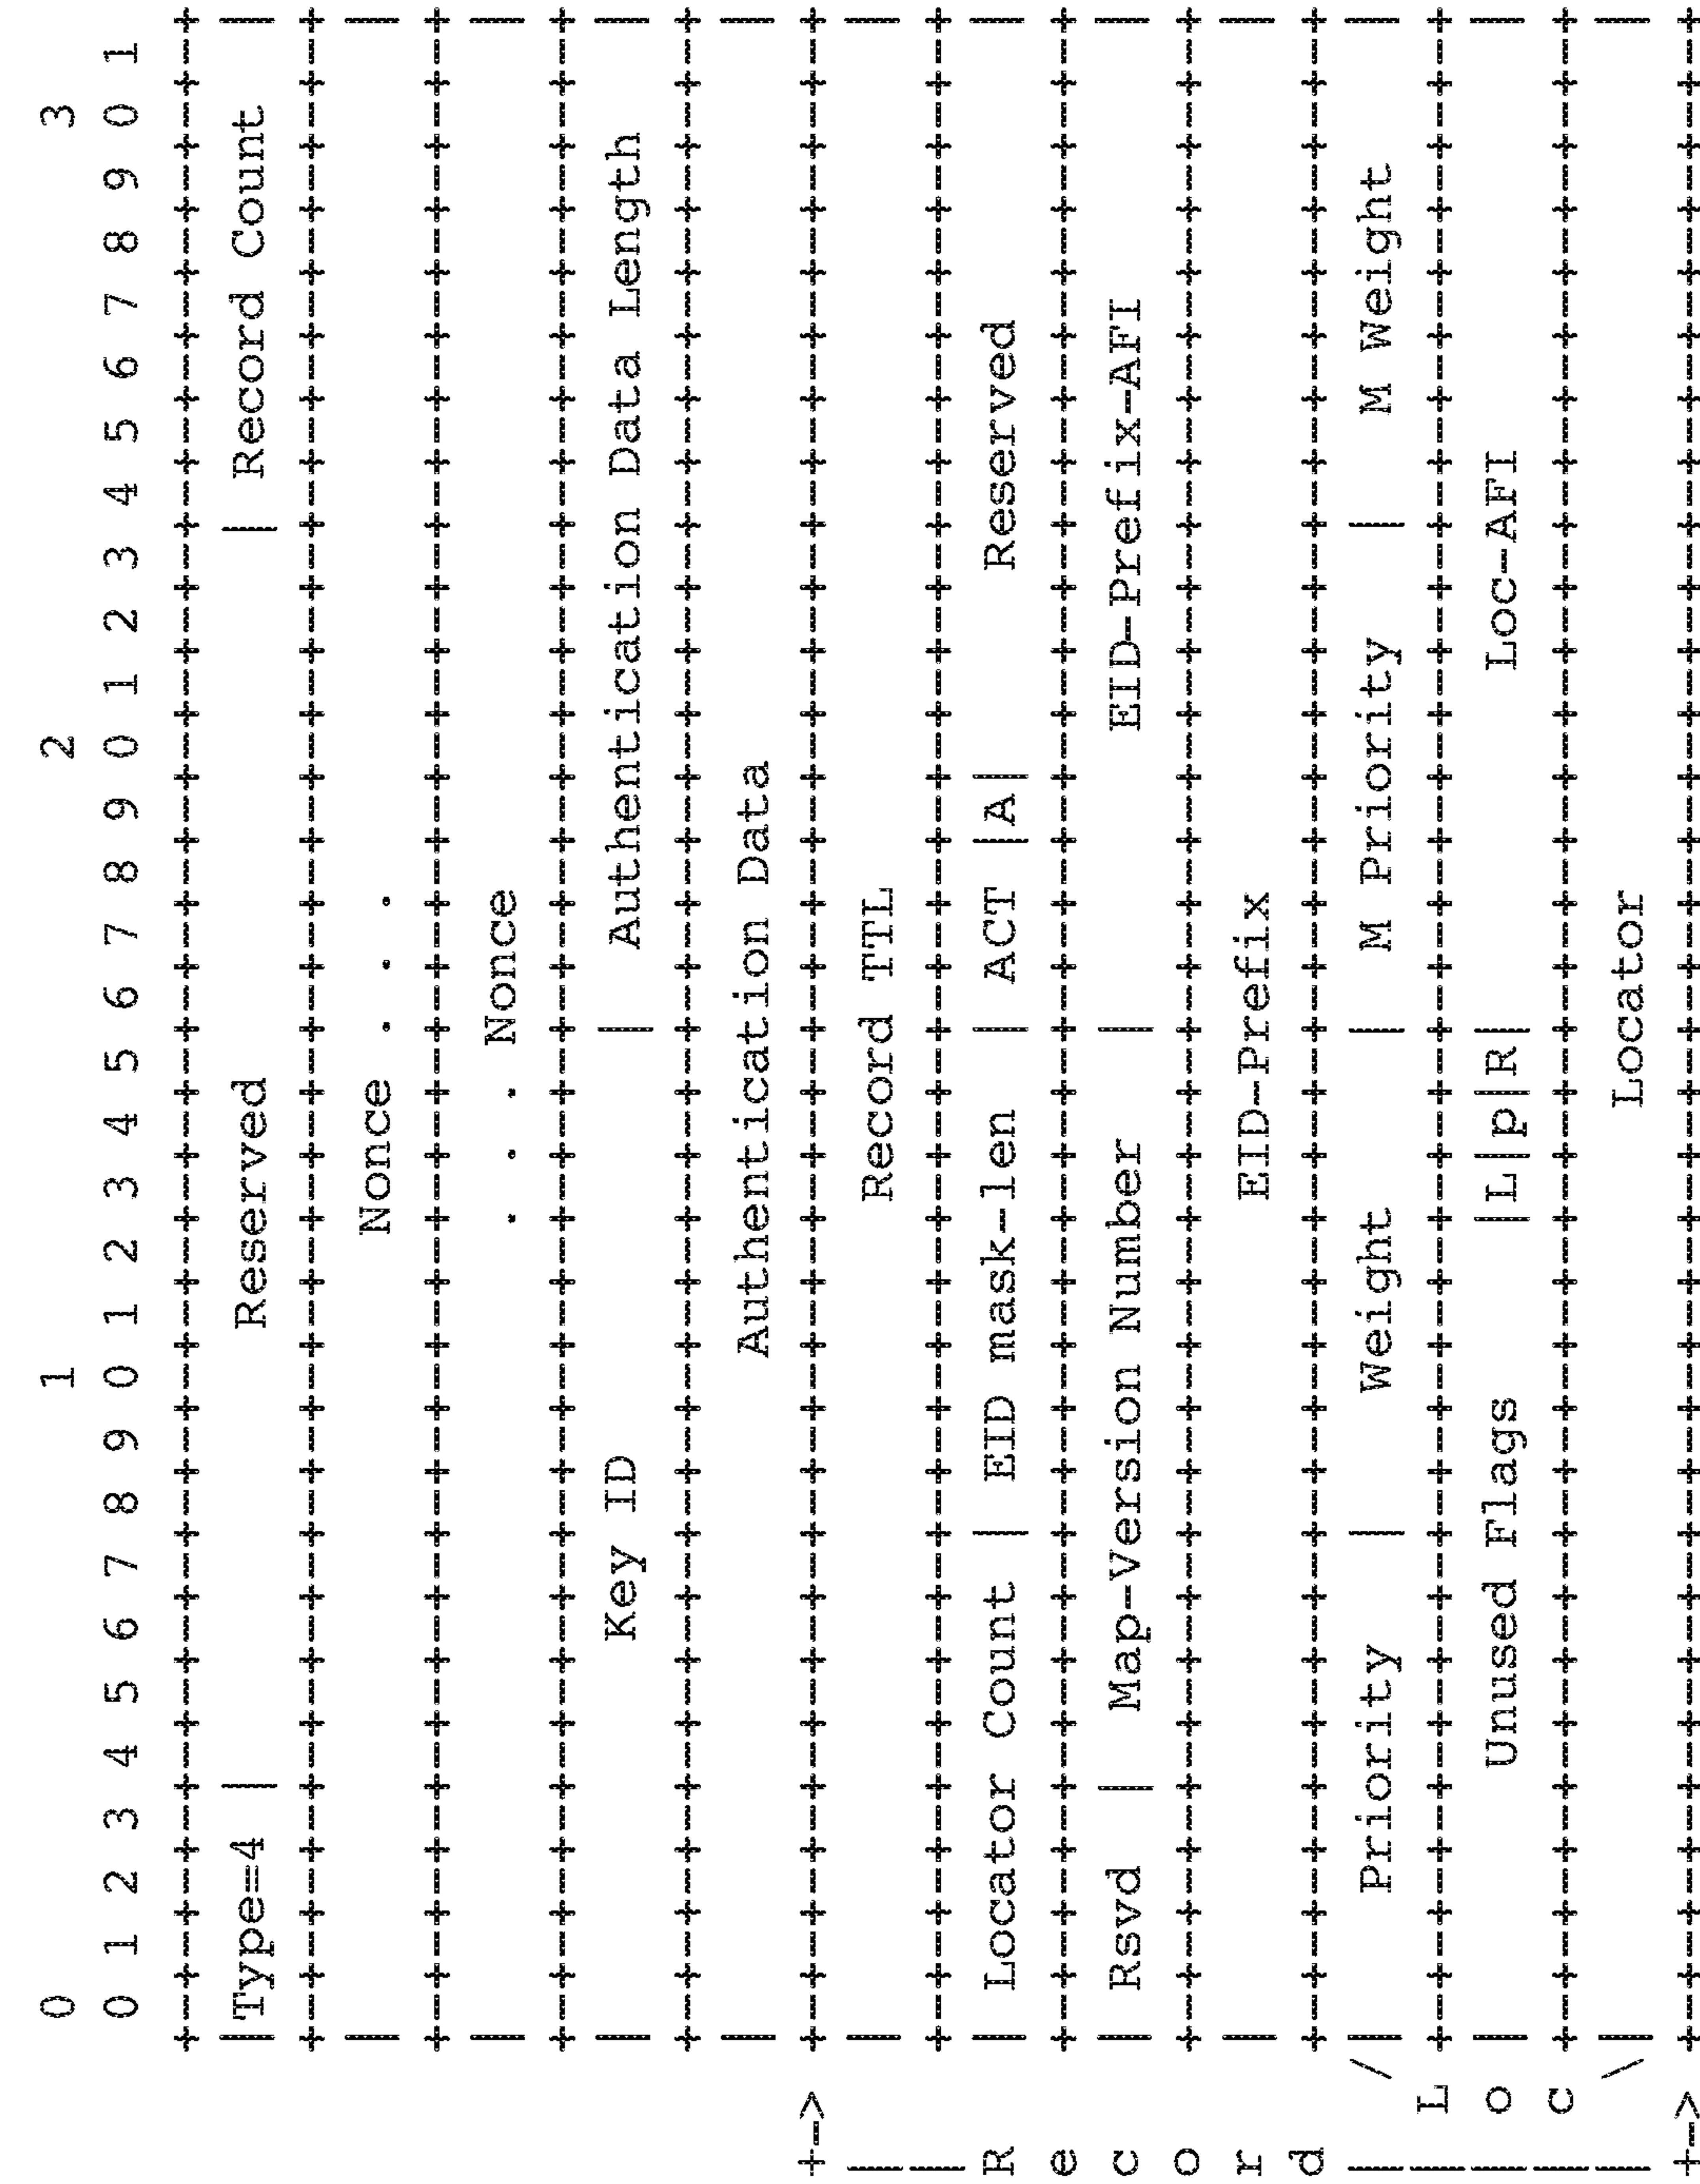 0                   1                   2                   3
     0 1 2 3 4 5 6 7 8 9 0 1 2 3 4 5 6 7 8 9 0 1 2 3 4 5 6 7 8 9 0 1
    +-+-+-+-+-+-+-+-+-+-+-+-+-+-+-+-+-+-+-+-+-+-+-+-+-+-+-+-+-+-+-+-+
    |Type=4 |              Reserved                 | Record Count  |
    +-+-+-+-+-+-+-+-+-+-+-+-+-+-+-+-+-+-+-+-+-+-+-+-+-+-+-+-+-+-+-+-+
    |                         Nonce . . .                           |
    +-+-+-+-+-+-+-+-+-+-+-+-+-+-+-+-+-+-+-+-+-+-+-+-+-+-+-+-+-+-+-+-+
    |                         . . . Nonce                           |
    +-+-+-+-+-+-+-+-+-+-+-+-+-+-+-+-+-+-+-+-+-+-+-+-+-+-+-+-+-+-+-+-+
    |            Key ID             |  Authentication Data Length   |
    +-+-+-+-+-+-+-+-+-+-+-+-+-+-+-+-+-+-+-+-+-+-+-+-+-+-+-+-+-+-+-+-+
    |                     Authentication Data                       |
+-> +-+-+-+-+-+-+-+-+-+-+-+-+-+-+-+-+-+-+-+-+-+-+-+-+-+-+-+-+-+-+-+-+
|   |                          Record TTL                           |
|   +-+-+-+-+-+-+-+-+-+-+-+-+-+-+-+-+-+-+-+-+-+-+-+-+-+-+-+-+-+-+-+-+
R   | Locator Count | EID mask-len  | ACT |A|      Reserved         |
e   +-+-+-+-+-+-+-+-+-+-+-+-+-+-+-+-+-+-+-+-+-+-+-+-+-+-+-+-+-+-+-+-+
c   | Rsvd  |  Map-Version Number   |         EID-Prefix-AFI        |
o   +-+-+-+-+-+-+-+-+-+-+-+-+-+-+-+-+-+-+-+-+-+-+-+-+-+-+-+-+-+-+-+-+
r   |                          EID-Prefix                           |
d   +-+-+-+-+-+-+-+-+-+-+-+-+-+-+-+-+-+-+-+-+-+-+-+-+-+-+-+-+-+-+-+-+
|  /|    Priority   |    Weight     |  M Priority   |   M Weight    |
| L +-+-+-+-+-+-+-+-+-+-+-+-+-+-+-+-+-+-+-+-+-+-+-+-+-+-+-+-+-+-+-+-+
| o |        Unused Flags     |L|p|R|           Loc-AFI             |
| c +-+-+-+-+-+-+-+-+-+-+-+-+-+-+-+-+-+-+-+-+-+-+-+-+-+-+-+-+-+-+-+-+
|  \|                             Locator                           |
+-> +-+-+-+-+-+-+-+-+-+-+-+-+-+-+-+-+-+-+-+-+-+-+-+-+-+-+-+-+-+-+-+-+